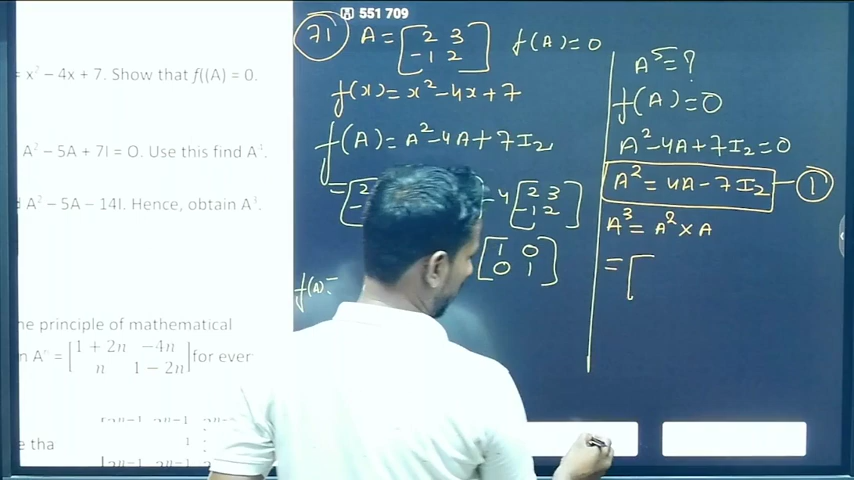 551 709
= x² − 4x + 7. Show that f((A) = 0.
A² − 5A + 7I = O. Use this find A³.
A² − 5A − 14I. Hence, obtain A³.
he principle of mathematical
n Aⁿ = [1 + 2n −4n
n 1 − 2n] for ever
e tha
71 A = [2 3
-1 2] f(A) = 0
f(x) = x² - 4x + 7
f(A) = A² - 4A + 7I₂
= [2 - 4 [2 3
-1 2]
[1 0
0 1]
f(A) =
A⁵ = ?
f(A) = 0
A² - 4A + 7I₂ = 0
A² = 4A - 7I₂ — 1
A³ = A² × A
= [